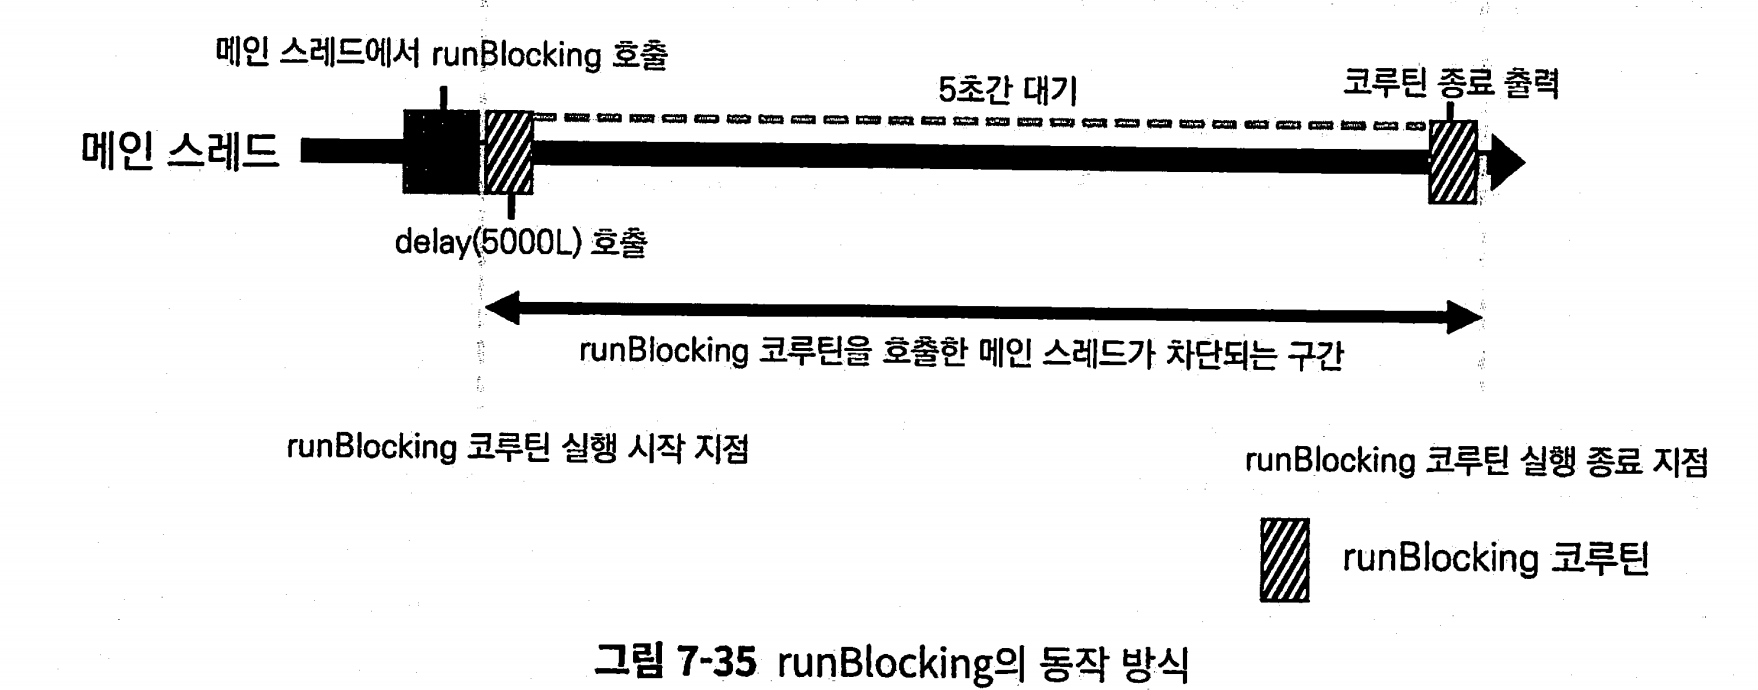 메인 스레드에서 runBlocking 호출
5초간 대기
코루틴 종료 출력
메인 스레드
delay(5000L) 호출
runBlocking 코루틴을 호출한 메인 스레드가 차단되는 구간
runBlocking 코루틴 실행 시작 지점
runBlocking 코루틴 실행 종료 지점
runBlocking 코루틴
그림 7-35 runBlocking의 동작 방식